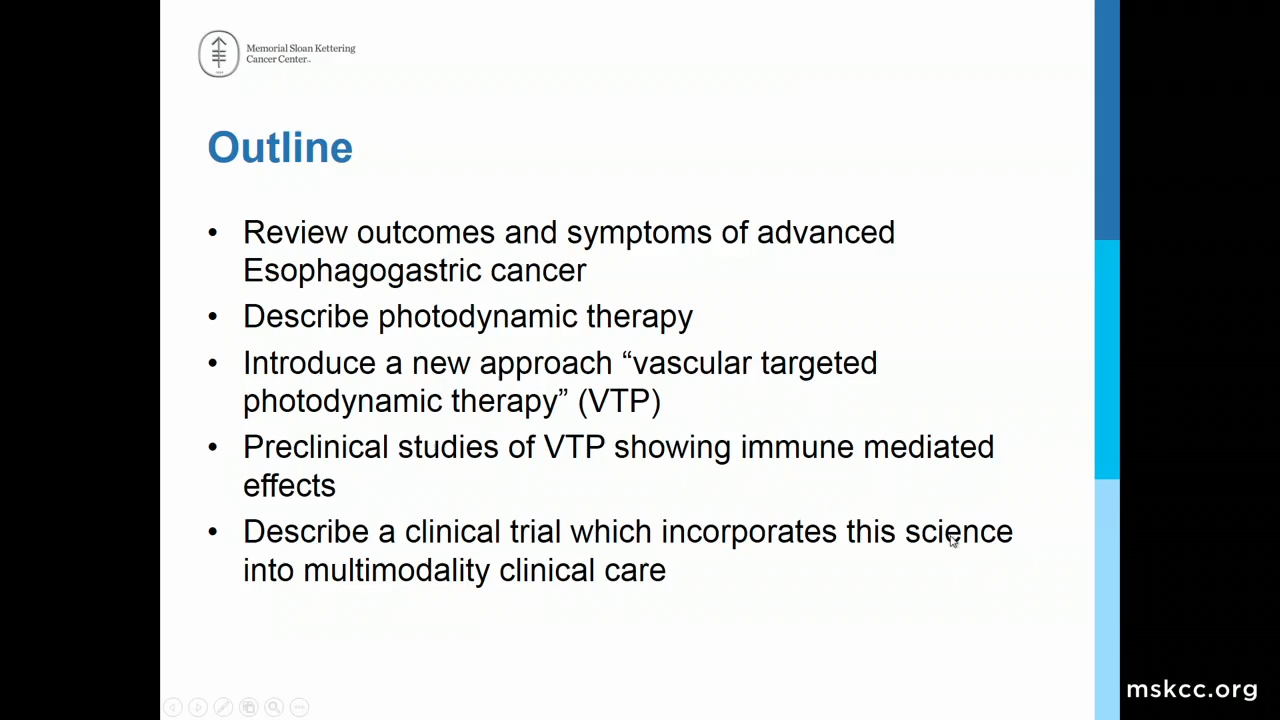 Memorial Sloan Kettering
Cancer Center
Outline
• Review outcomes and symptoms of advanced
Esophagogastric cancer
• Describe photodynamic therapy
• Introduce a new approach “vascular targeted
photodynamic therapy” (VTP)
• Preclinical studies of VTP showing immune mediated
effects
• Describe a clinical trial which incorporates this science
into multimodality clinical care
mskcc.org